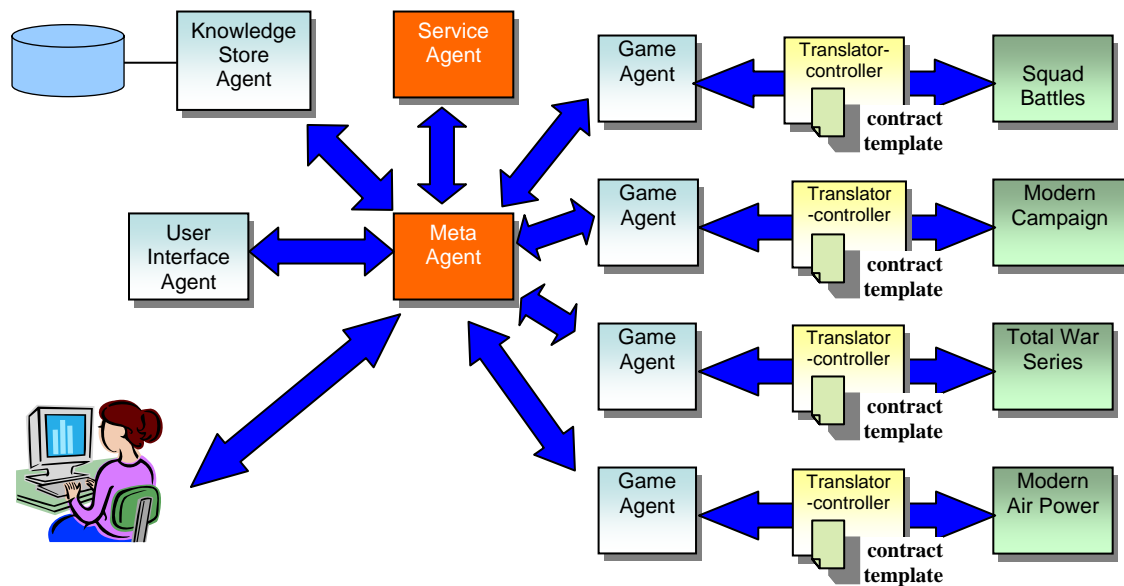 Knowledge
Store
Agent
Service
Agent
Game
Agent
Translator-
controller
contract
template
Squad
Battles
User
Interface
Agent
Meta
Agent
Game
Agent
Translator
-controller
contract
template
Modern
Campaign
Game
Agent
Translator
-controller
contract
template
Total War
Series
Game
Agent
Translator
-controller
contract
template
Modern
Air Power